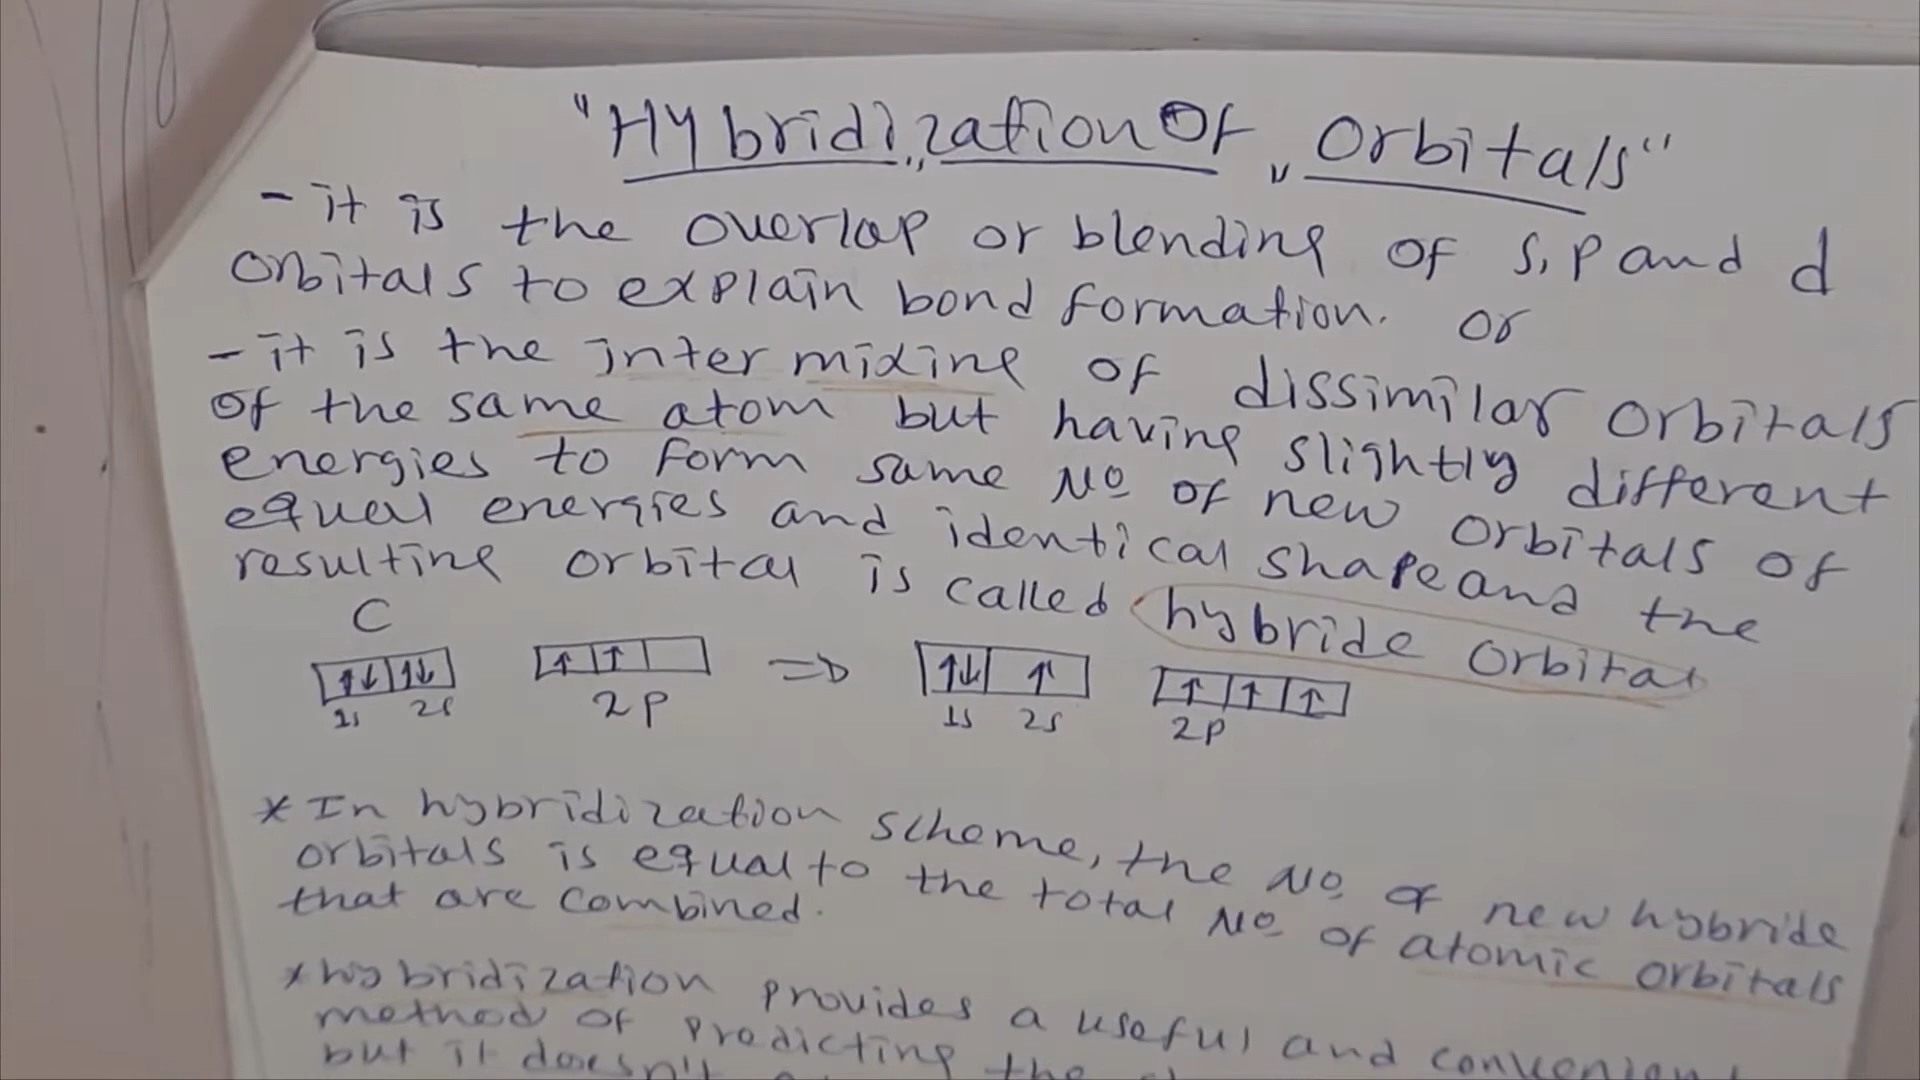 "Hybridization Of Orbitals"
- it is the overlap or blending of s, p and d
orbitals to explain bond formation. or
- it is the inter mixing of dissimilar orbitals
of the same atom but having slightly different
energies to form same No of new orbitals of
equal energies and identical shape and the
resulting orbital is called hybride orbital
C
↑↓ ↑↓ ↑ ↑ => ↑↓ ↑ ↑ ↑ ↑
1s 2s 2p 1s 2s 2p
* In hybridization scheme, the No of new hybride
orbitals is equal to the total No of atomic orbitals
that are combined.
* hybridization provides a useful and convenient
method of predicting the
but it doesn't